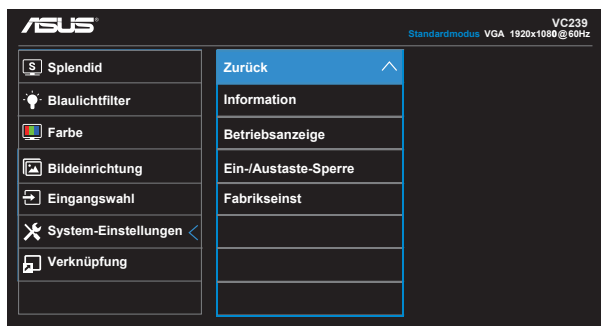 ASUS
VC239
Standardmodus VGA 1920x1080@60Hz
S Splendid
Blaulichtfilter
Farbe
Bildeinrichtung
Eingangswahl
System-Einstellungen
Verknüpfung
Zurück
Information
Betriebsanzeige
Ein-/Austaste-Sperre
Fabrikseinst